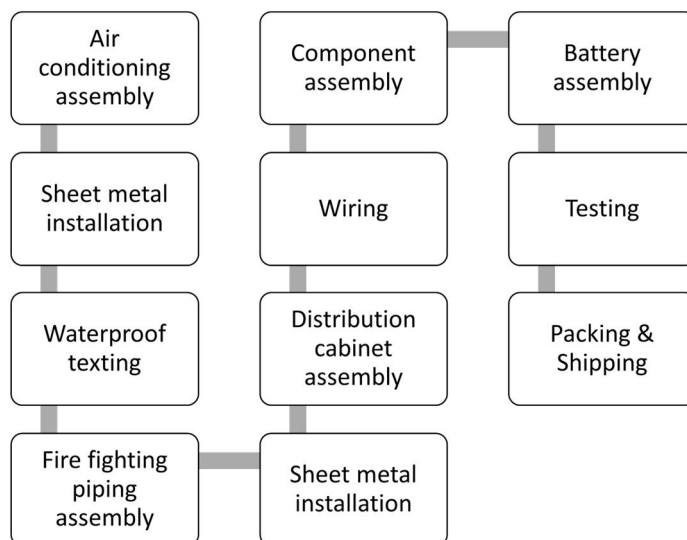 Air
conditioning
assembly
Sheet metal
installation
Waterproof
texting
Fire fighting
piping
assembly
Sheet metal
installation
Distribution
cabinet
assembly
Wiring
Component
assembly
Battery
assembly
Testing
Packing &
Shipping